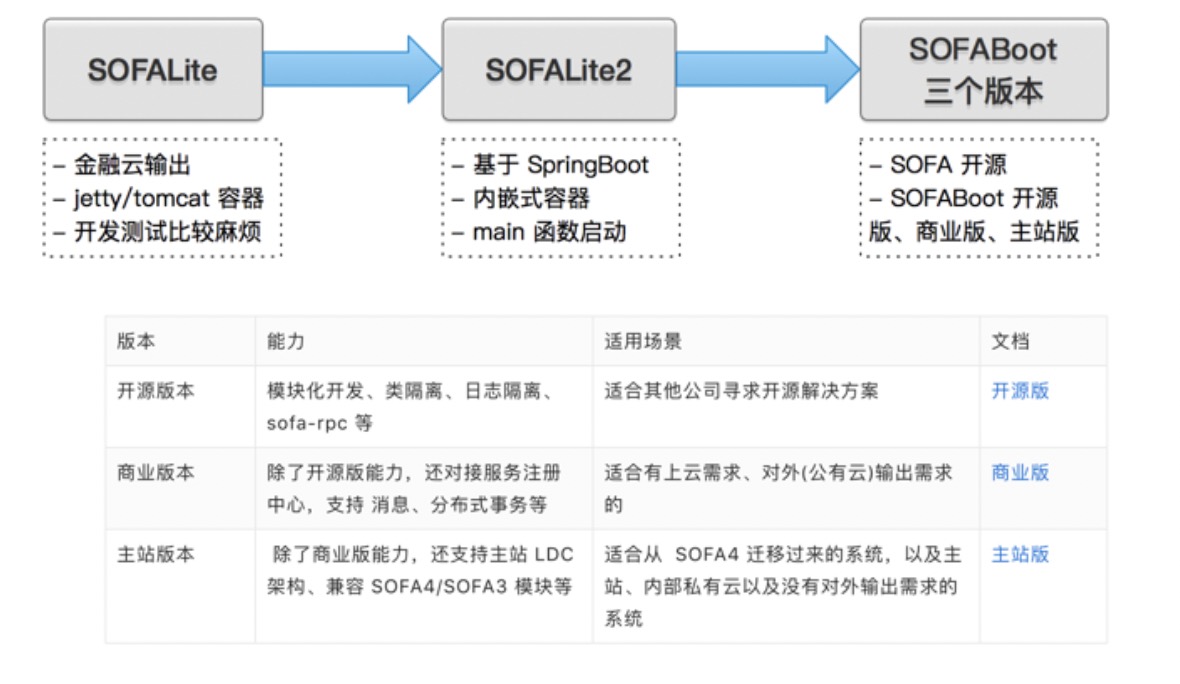 SOFALite
SOFALite2
SOFABoot
三个版本
– 金融云输出
– jetty/tomcat 容器
– 开发测试比较麻烦
– 基于 SpringBoot
– 内嵌式容器
– main 函数启动
– SOFA 开源
– SOFABoot 开源
版、商业版、主站版
版本 能力 适用场景 文档
开源版本 模块化开发、类隔离、日志隔离、 适合其他公司寻求开源解决方案 开源版
sofa-rpc 等
商业版本 除了开源版能力，还对接服务注册 适合有上云需求、对外(公有云)输出需求 商业版
中心，支持 消息、分布式事务等 的
主站版本 除了商业版能力，还支持主站 LDC 适合从 SOFA4 迁移过来的系统，以及主 主站版
架构、兼容 SOFA4/SOFA3 模块等 站、内部私有云以及没有对外输出需求的
系统